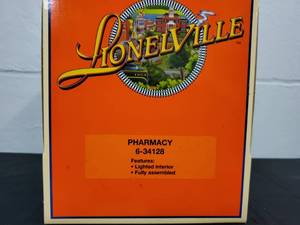 LIONELVILLE
PHARMACY
6-34128
Features:
• Lighted interior
• Fully assembled